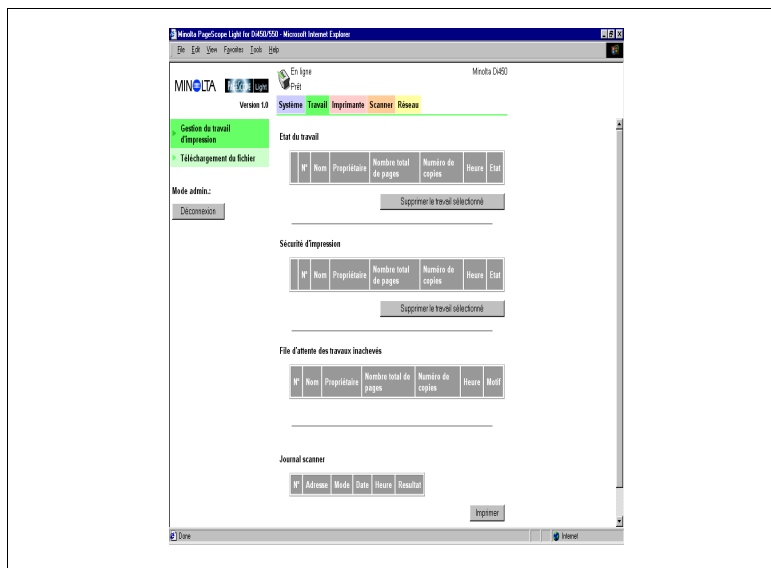 Minolta PageScope Light for Di450/550 - Microsoft Internet Explorer
File Edit View Favorites Tools Help
MINOLTA PAGESCOPE Light
Version 1.0
En ligne
Prêt
Minolta Di450
Système Travail Imprimante Scanner Réseau
Gestion du travail
d'impression
Téléchargement du fichier
Mode admin.:
Déconnexion
Etat du travail
N° Nom Propriétaire Nombre total de pages Numéro de copies Heure Etat
Supprimer le travail sélectionné
Sécurité d'impression
N° Nom Propriétaire Nombre total de pages Numéro de copies Heure Etat
Supprimer le travail sélectionné
File d'attente des travaux inachevés
N° Nom Propriétaire Nombre total de pages Numéro de copies Heure Motif
Journal scanner
N° Adresse Mode Date Heure Resultat
Imprimer
Done
Internet